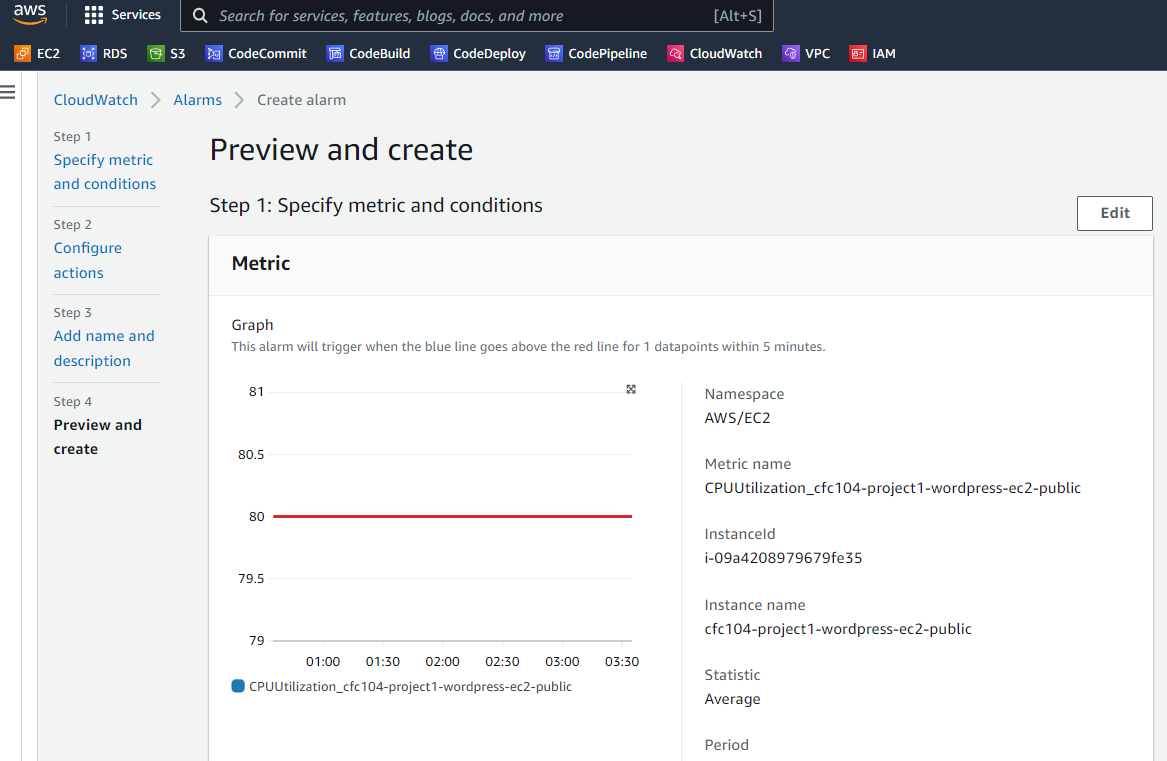 aws
Services
Search for services, features, blogs, docs, and more
[Alt+S]
EC2 RDS S3 CodeCommit CodeBuild CodeDeploy CodePipeline CloudWatch VPC IAM
CloudWatch Alarms Create alarm
Step 1
Specify metric
and conditions
Step 2
Configure
actions
Step 3
Add name and
description
Step 4
Preview and
create
Preview and create
Step 1: Specify metric and conditions
Edit
Metric
Graph
This alarm will trigger when the blue line goes above the red line for 1 datapoints within 5 minutes.
81
80.5
80
79.5
79
01:00 01:30 02:00 02:30 03:00 03:30
CPUUtilization_cfc104-project1-wordpress-ec2-public
Namespace
AWS/EC2
Metric name
CPUUtilization_cfc104-project1-wordpress-ec2-public
InstanceId
i-09a4208979679fe35
Instance name
cfc104-project1-wordpress-ec2-public
Statistic
Average
Period